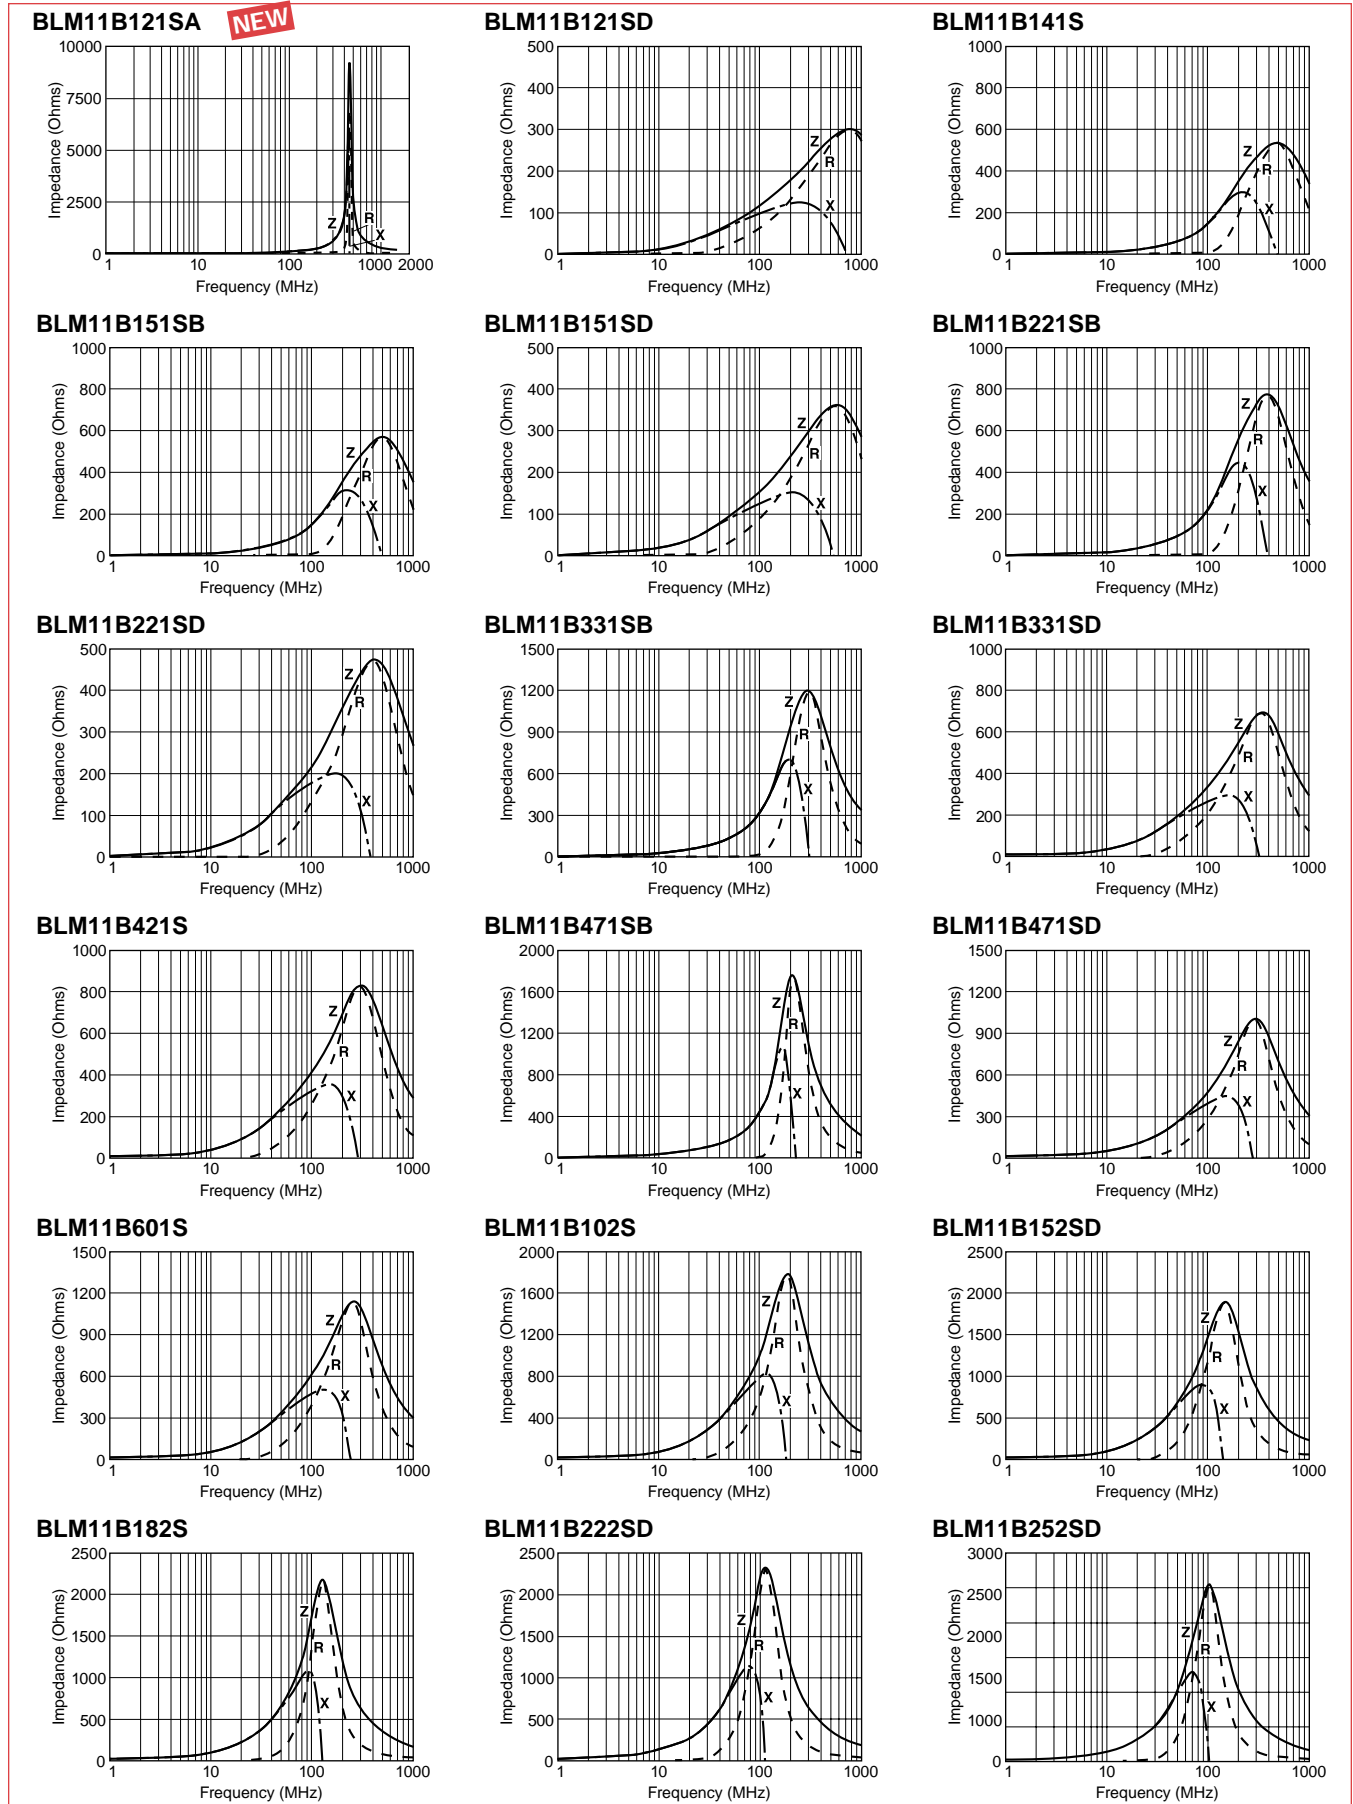 BLM11B121SA NEW
10000
7500
5000
2500
0
Impedance (Ohms)
Z R X
10 100 1000 2000
Frequency (MHz)
BLM11B121SD
500
400
300
200
100
0
Impedance (Ohms)
Z R X
1 10 100 1000
Frequency (MHz)
BLM11B141S
1000
800
600
400
200
0
Impedance (Ohms)
Z R X
1 10 100 1000
Frequency (MHz)
BLM11B151SB
1000
800
600
400
200
0
Impedance (Ohms)
Z R X
1 10 100 1000
Frequency (MHz)
BLM11B151SD
500
400
300
200
100
0
Impedance (Ohms)
Z R X
1 10 100 1000
Frequency (MHz)
BLM11B221SB
1000
800
600
400
200
0
Impedance (Ohms)
Z R X
1 10 100 1000
Frequency (MHz)
BLM11B221SD
500
400
300
200
100
0
Impedance (Ohms)
Z R X
1 10 100 1000
Frequency (MHz)
BLM11B331SB
1500
1200
900
600
300
0
Impedance (Ohms)
Z R X
1 10 100 1000
Frequency (MHz)
BLM11B331SD
1000
800
600
400
200
0
Impedance (Ohms)
Z R X
1 10 100 1000
Frequency (MHz)
BLM11B421S
1000
800
600
400
200
0
Impedance (Ohms)
Z R X
1 10 100 1000
Frequency (MHz)
BLM11B471SB
2000
1600
1200
800
400
0
Impedance (Ohms)
Z R X
1 10 100 1000
Frequency (MHz)
BLM11B471SD
1500
1200
900
600
300
0
Impedance (Ohms)
Z R X
1 10 100 1000
Frequency (MHz)
BLM11B601S
1500
1200
900
600
300
0
Impedance (Ohms)
Z R X
1 10 100 1000
Frequency (MHz)
BLM11B102S
2000
1600
1200
800
400
0
Impedance (Ohms)
Z R X
1 10 100 1000
Frequency (MHz)
BLM11B152SD
2500
2000
1500
1000
500
0
Impedance (Ohms)
Z R X
1 10 100 1000
Frequency (MHz)
BLM11B182S
2500
2000
1500
1000
500
0
Impedance (Ohms)
Z R X
1 10 100 1000
Frequency (MHz)
BLM11B222SD
2500
2000
1500
1000
500
0
Impedance (Ohms)
Z R X
1 10 100 1000
Frequency (MHz)
BLM11B252SD
3000
2500
2000
1500
1000
0
Impedance (Ohms)
Z R X
1 10 100 1000
Frequency (MHz)